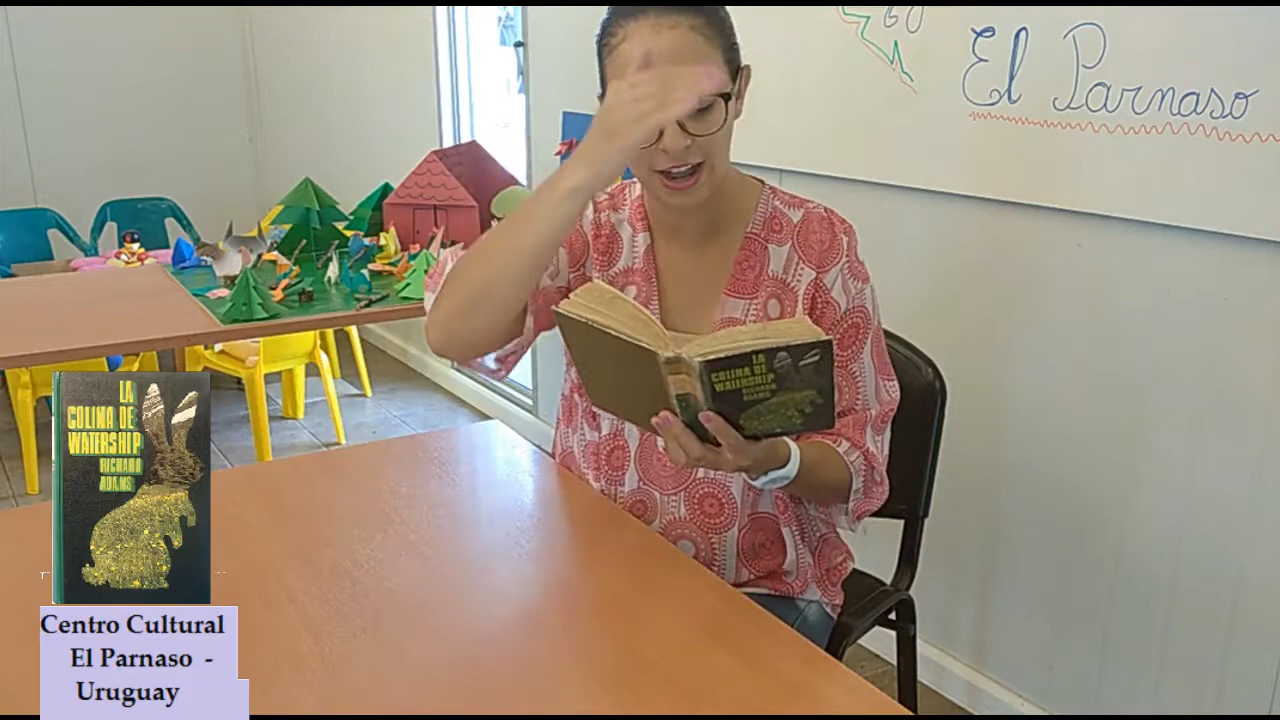 El Parnaso
LA
COLINA DE
WATERSHIP
RICHARD
ADAMS
LA
COLINA DE
WATERSHIP
RICHARD
ADAMS
Centro Cultural
El Parnaso -
Uruguay